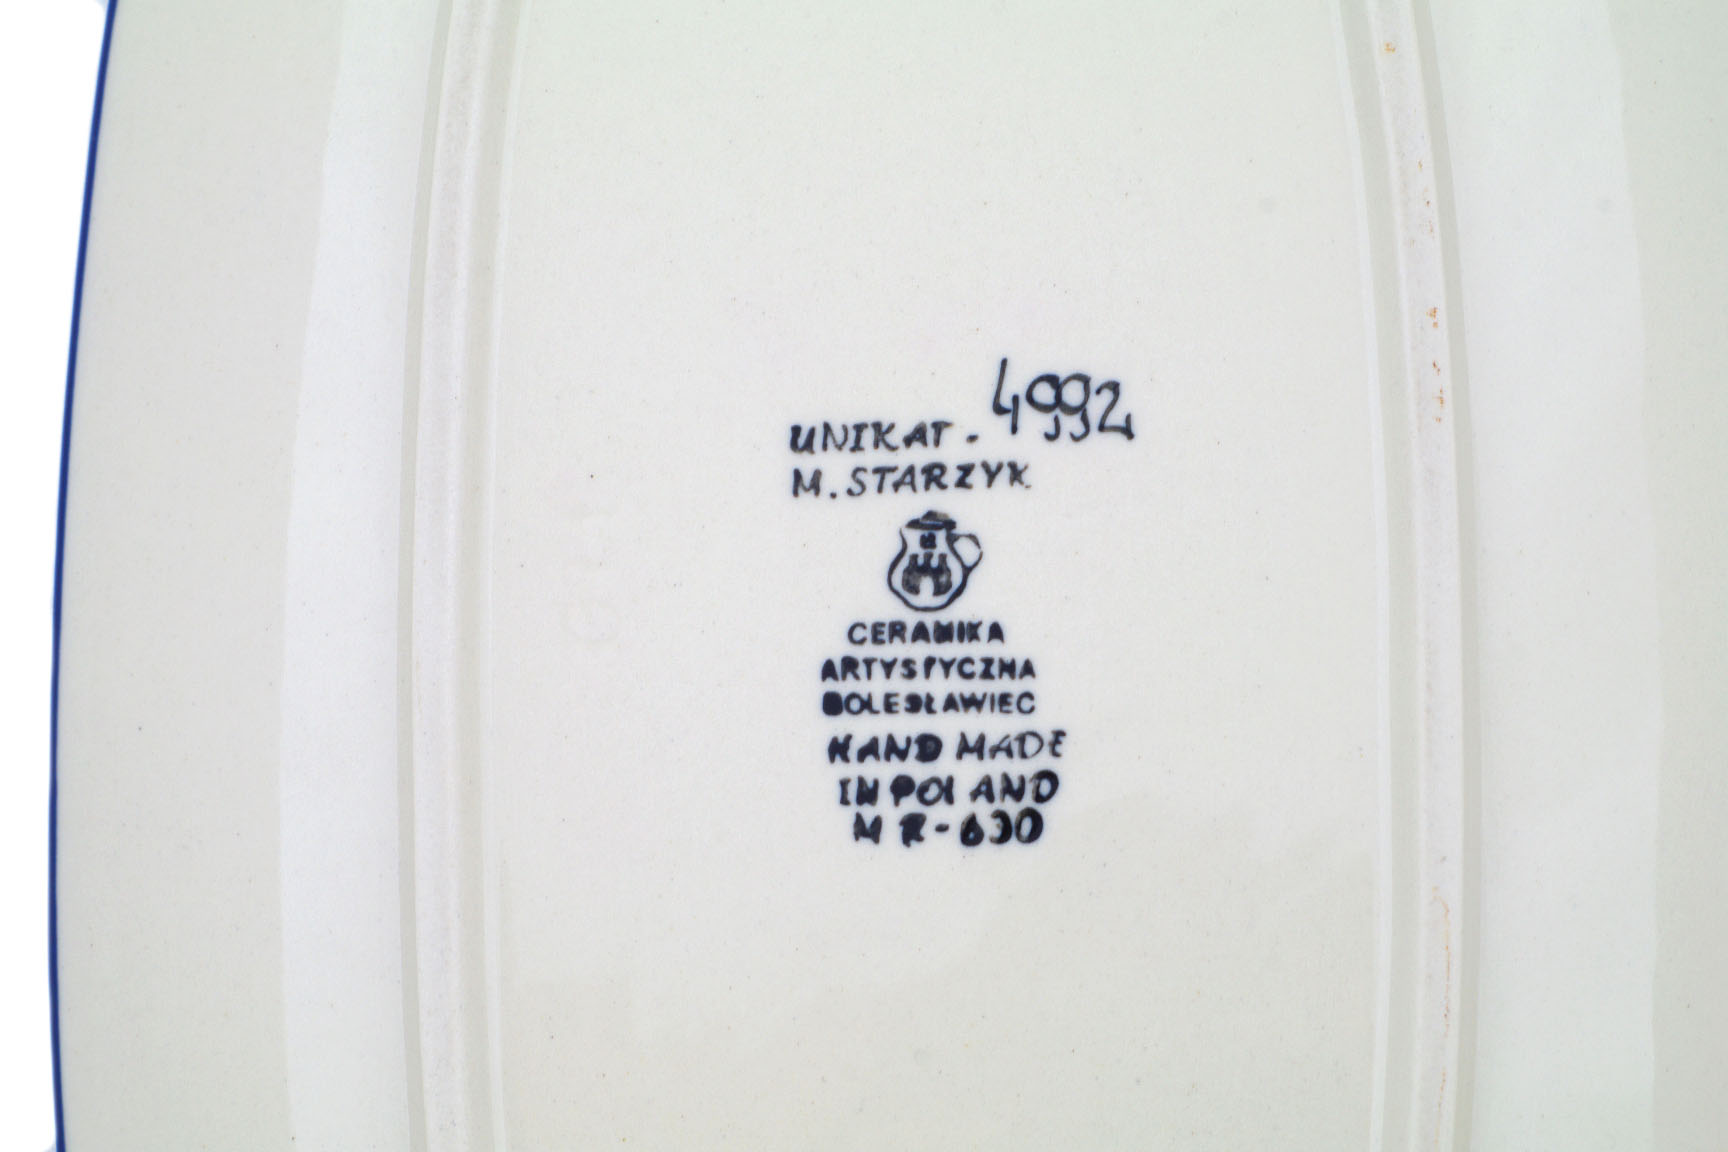 UNIKAT. 4992
M. STARZYK
CERAMIKA
ARTYSTYCZNA
BOLESŁAWIEC
HAND MADE
IN POLAND
MR-630